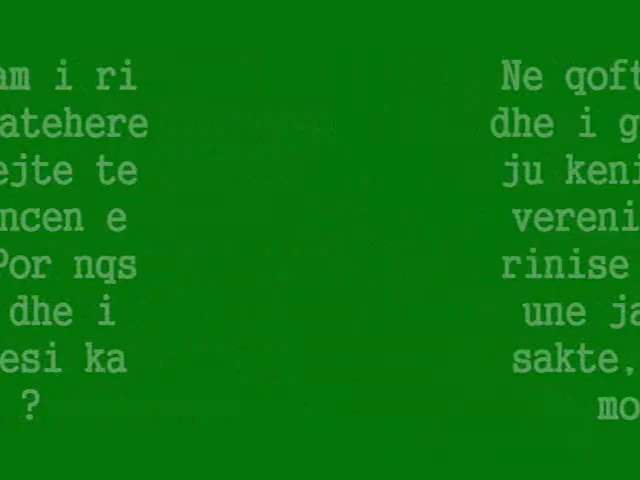 am i ri
atehere
ejte te
ncen e
Por nqs
dhe i
esi ka
?
Ne qoft
dhe i g
ju keni
vereni
rinise
une ja
sakte,
mo